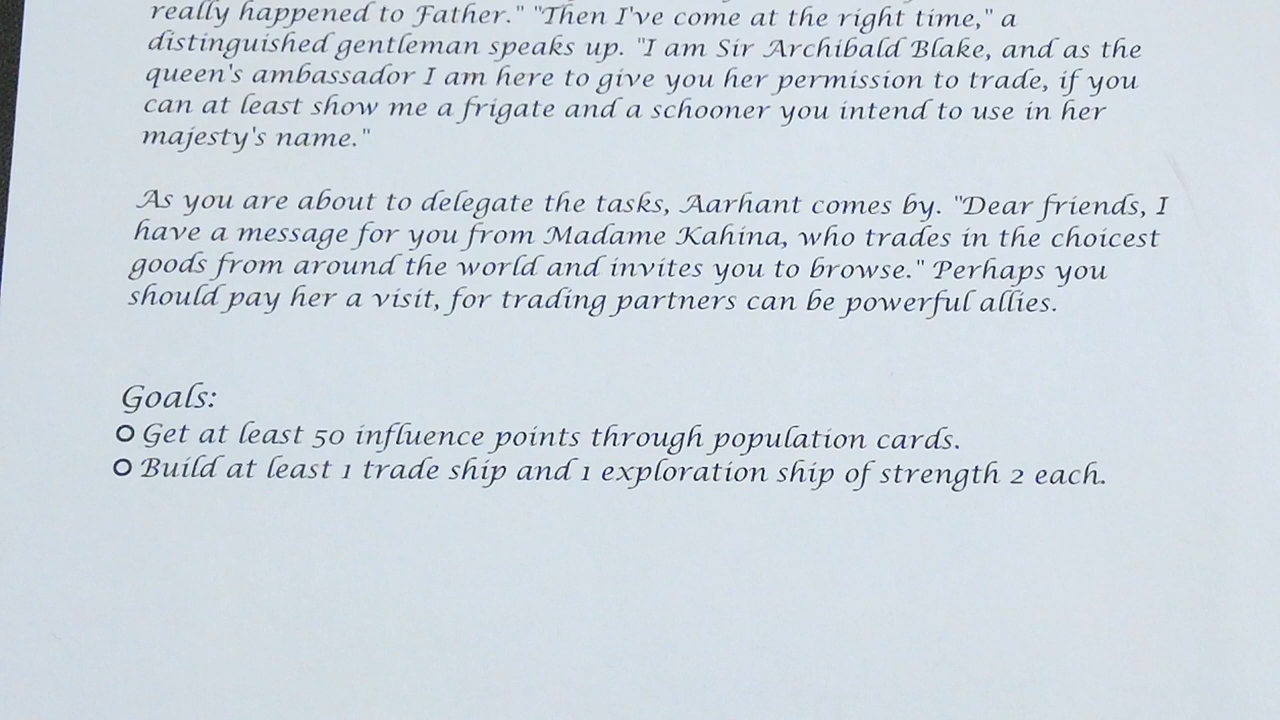 really happened to Father." "Then I've come at the right time," a
distinguished gentleman speaks up. "I am Sir Archibald Blake, and as the
queen's ambassador I am here to give you her permission to trade, if you
can at least show me a frigate and a schooner you intend to use in her
majesty's name."
As you are about to delegate the tasks, Aarhant comes by. "Dear friends, I
have a message for you from Madame Kahina, who trades in the choicest
goods from around the world and invites you to browse." Perhaps you
should pay her a visit, for trading partners can be powerful allies.
Goals:
O Get at least 50 influence points through population cards.
O Build at least 1 trade ship and 1 exploration ship of strength 2 each.